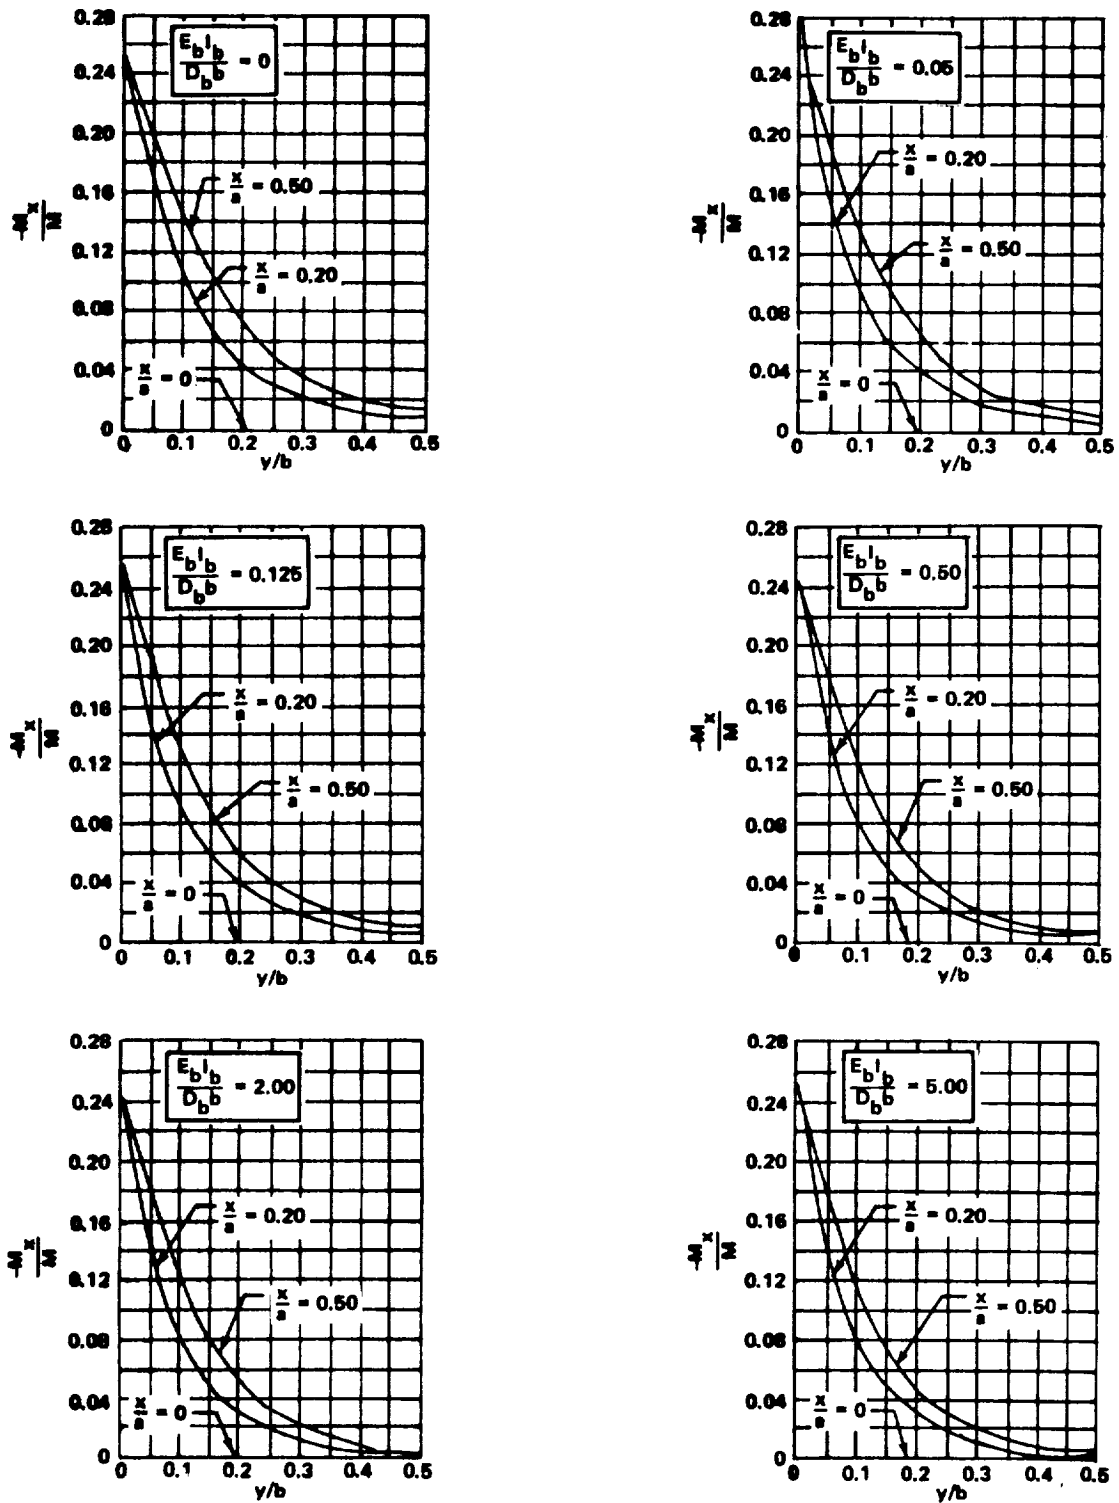 0.28
0.24
0.20
0.16
0.12
0.08
0.04
0
E_b I_b / D_b b = 0
x/a = 0.50
x/a = 0.20
x/a = 0
-M_x / M
0 0.1 0.2 0.3 0.4 0.5
y/b
0.28
0.24
0.20
0.16
0.12
0.08
0.04
0
E_b I_b / D_b b = 0.05
x/a = 0.20
x/a = 0.50
x/a = 0
-M_x / M
0 0.1 0.2 0.3 0.4 0.5
y/b
0.28
0.24
0.20
0.16
0.12
0.08
0.04
0
E_b I_b / D_b b = 0.125
x/a = 0.20
x/a = 0.50
x/a = 0
-M_x / M
0 0.1 0.2 0.3 0.4 0.5
y/b
0.28
0.24
0.20
0.16
0.12
0.08
0.04
0
E_b I_b / D_b b = 0.50
x/a = 0.20
x/a = 0.50
x/a = 0
-M_x / M
0 0.1 0.2 0.3 0.4 0.5
y/b
0.28
0.24
0.20
0.16
0.12
0.08
0.04
0
E_b I_b / D_b b = 2.00
x/a = 0.20
x/a = 0.50
x/a = 0
-M_x / M
0 0.1 0.2 0.3 0.4 0.5
y/b
0.28
0.24
0.20
0.16
0.12
0.08
0.04
0
E_b I_b / D_b b = 5.00
x/a = 0.20
x/a = 0.50
x/a = 0
-M_x / M
0 0.1 0.2 0.3 0.4 0.5
y/b